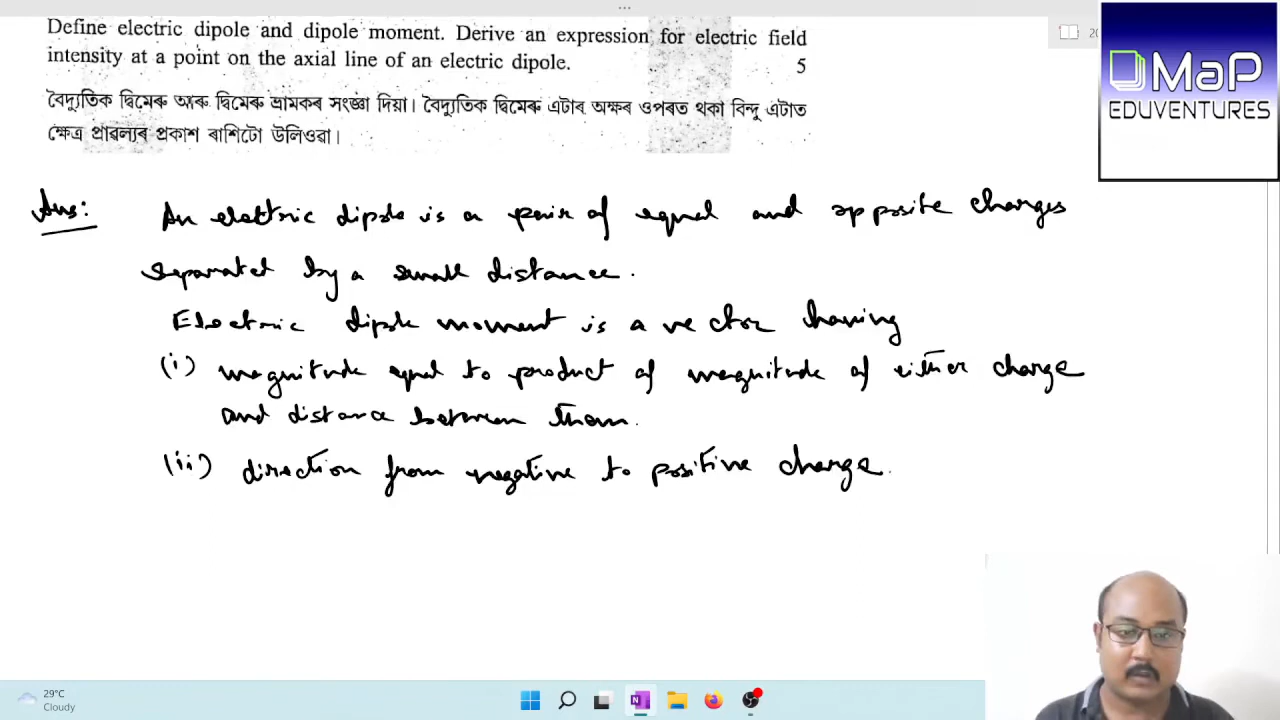 Define electric dipole and dipole moment. Derive an expression for electric field
intensity at a point on the axial line of an electric dipole. 5
বৈদ্যুতিক দ্বিমেৰু আৰু দ্বিমেৰু ভ্ৰামকৰ সংজ্ঞা দিয়া। বৈদ্যুতিক দ্বিমেৰু এটাৰ অক্ষৰ ওপৰত থকা বিন্দু এটাত
ক্ষেত্ৰ প্ৰাৱল্যৰ প্ৰকাশ ৰাশিটো উলিওৱা।
MaP
EDUVENTURES
Ans: An electric dipole is a pair of equal and opposite charges
separated by a small distance.
Electric dipole moment is a vector having
(i) magnitude equal to product of magnitude of either charge
and distance between them.
(ii) direction from negative to positive charge.
29°C
Cloudy